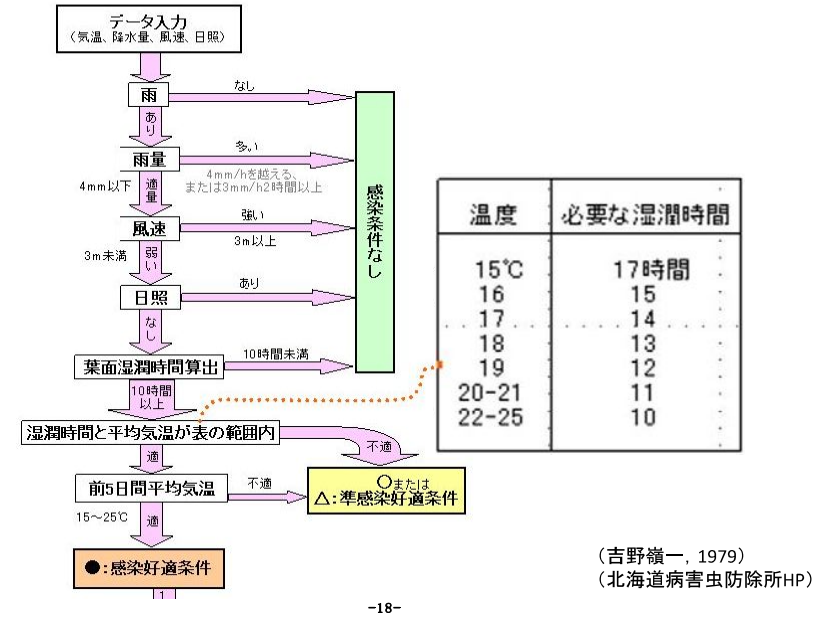 データ入力
（気温、降水量、風速、日照）
雨
なし
あり
雨量
多い
4mm/hを越える、
または3mm/h2時間以上
4mm以下
適量
風速
強い
3m以上
3m未満
弱い
日照
あり
なし
感染条件なし
葉面湿潤時間算出
10時間未満
10時間
以上
湿潤時間と平均気温が表の範囲内
不適
適
前5日間平均気温
不適
○または
△：準感染好適条件
15～25℃
適
●：感染好適条件
1
温度 必要な湿潤時間
15℃ 17時間
16 15
17 14
18 13
19 12
20-21 11
22-25 10
（吉野嶺一，1979）
（北海道病害虫防除所HP）
-18-